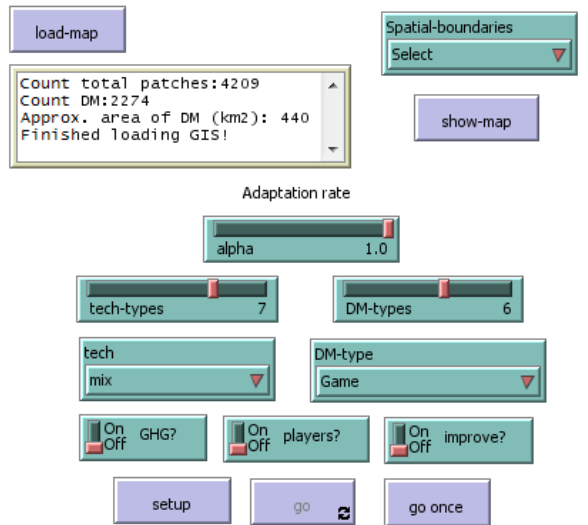 load-map
Spatial-boundaries
Select
Count total patches:4209
Count DM:2274
Approx. area of DM (km2): 440
Finished loading GIS!
show-map
Adaptation rate
alpha 1.0
tech-types 7
DM-types 6
tech
mix
DM-type
Game
On
Off
GHG?
On
Off
players?
On
Off
improve?
setup
go
go once